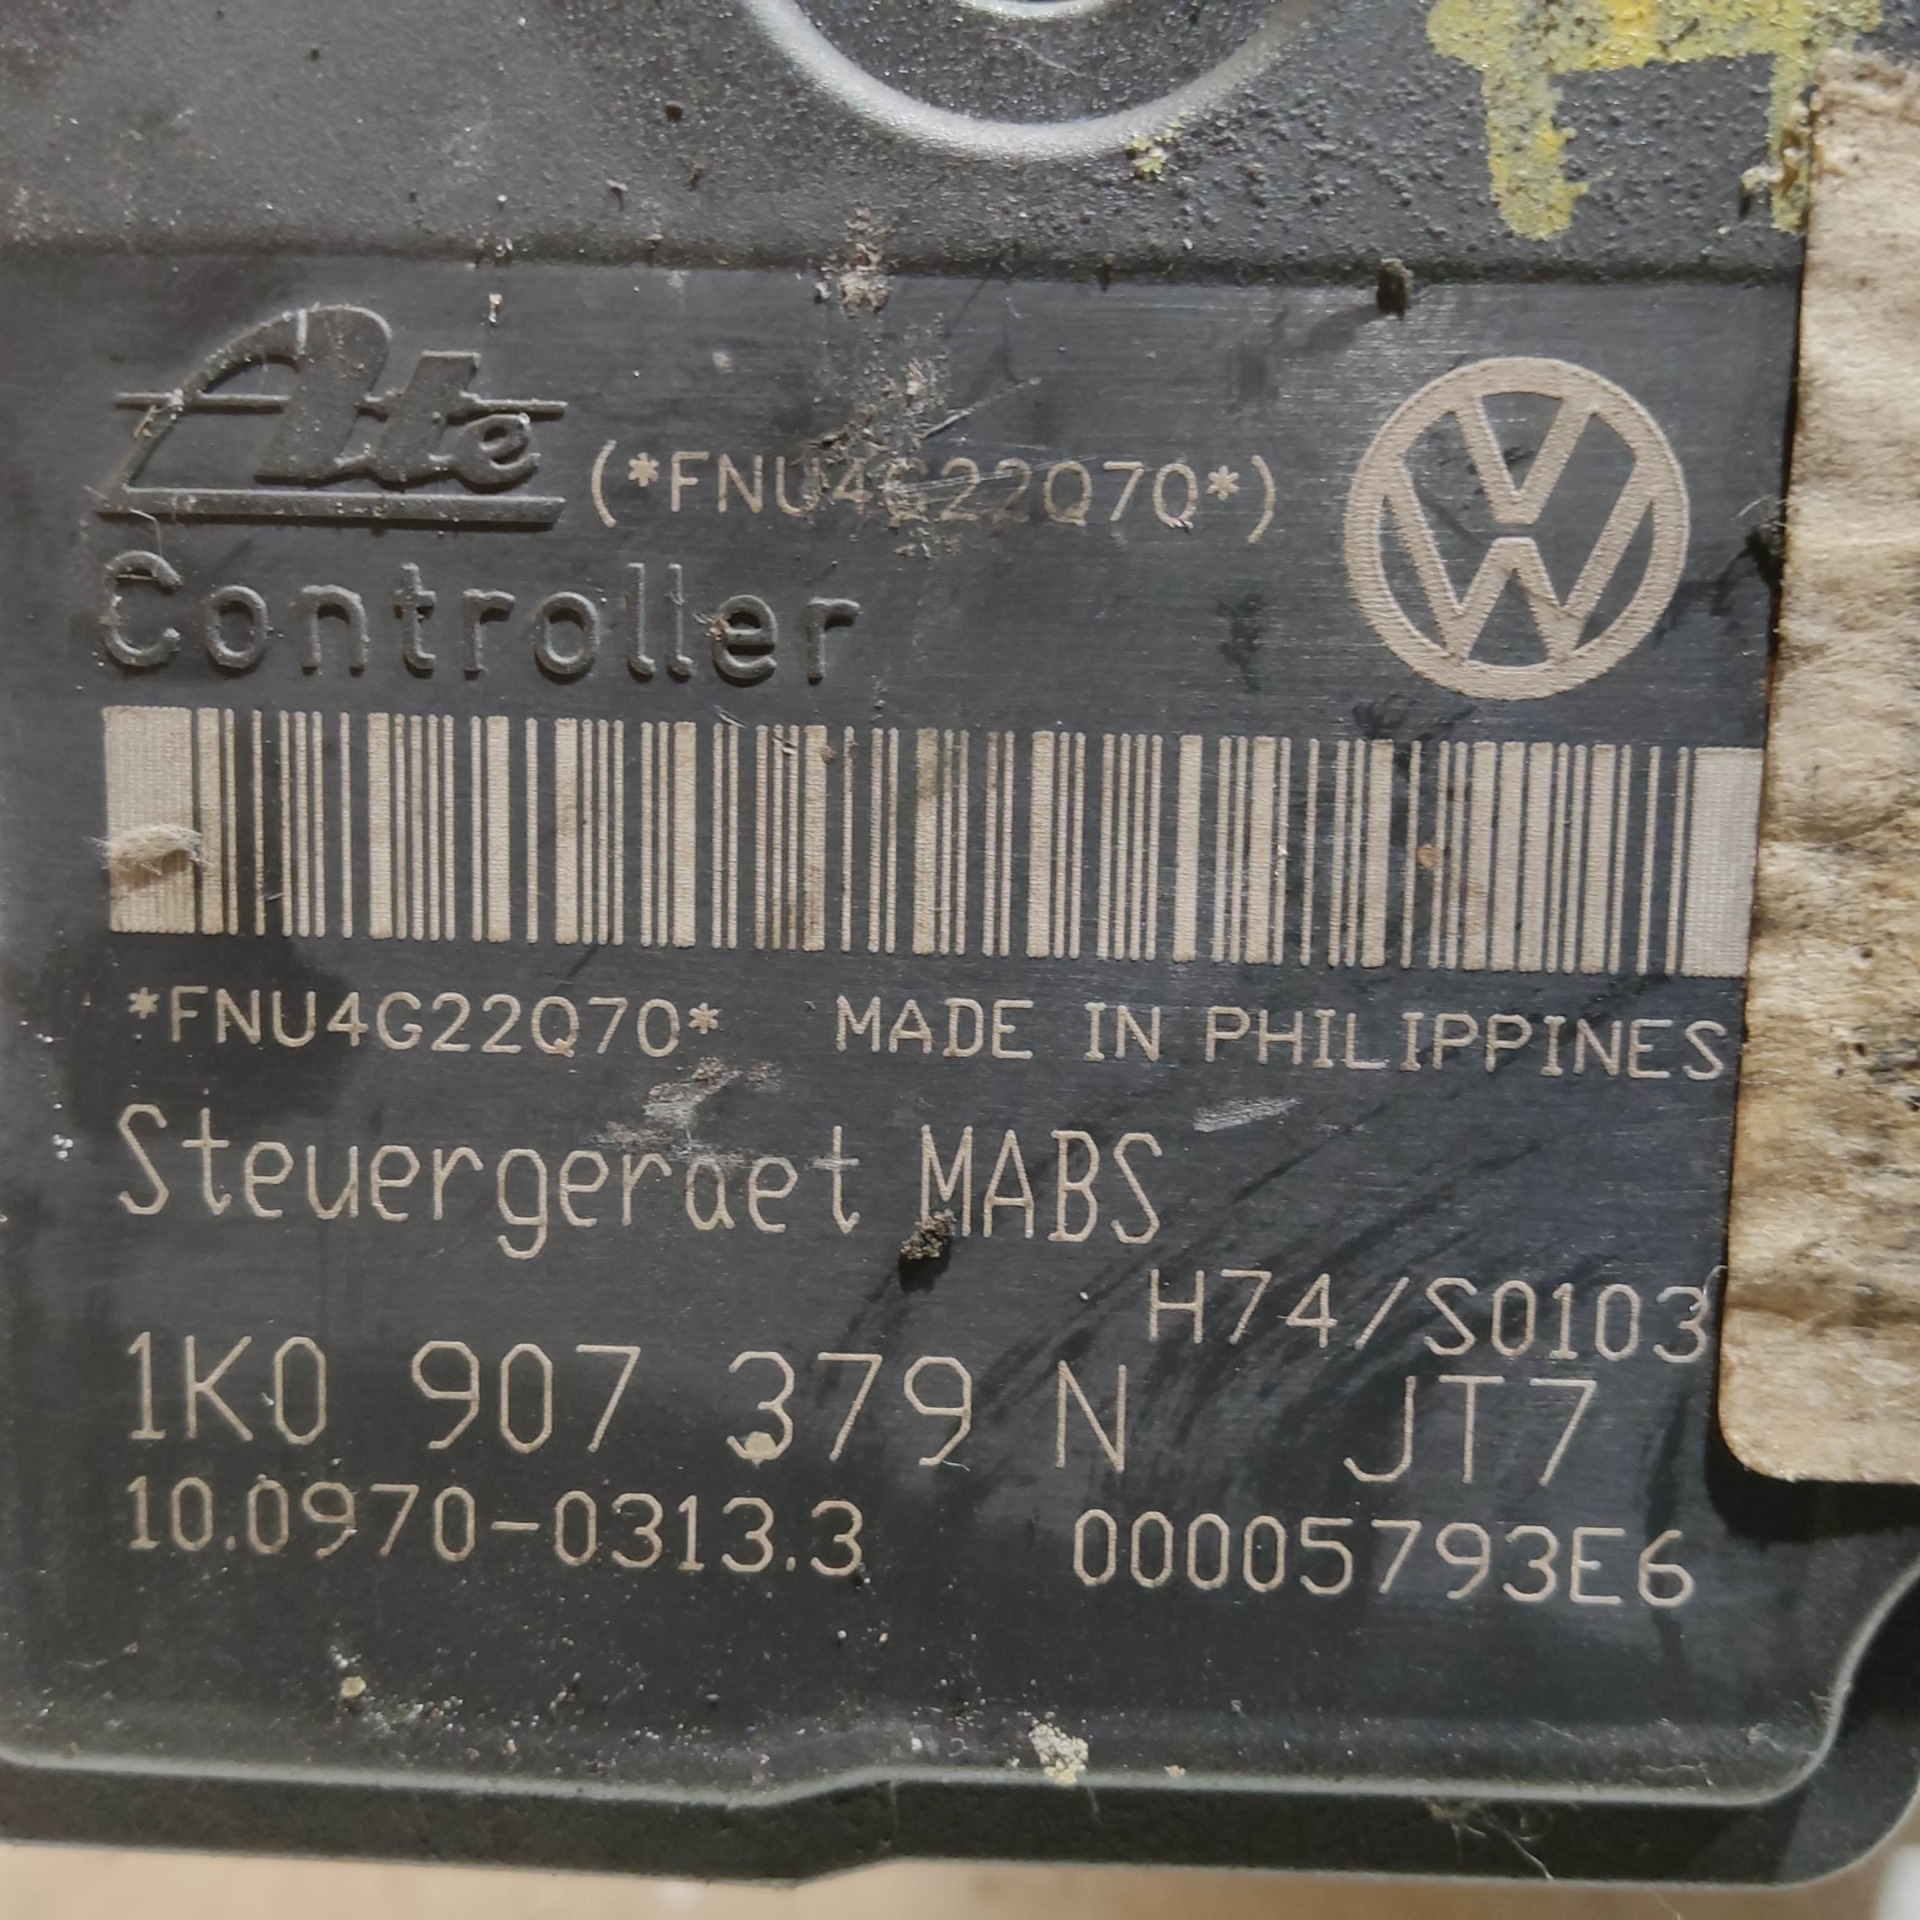 Ate (*FNU4G22Q70*)
Controller
*FNU4G22Q70* MADE IN PHILIPPINES
Steuergeraet MABS
H74/S0103
1K0 907 379 N JT7
10.0970-0313.3 00005793E6